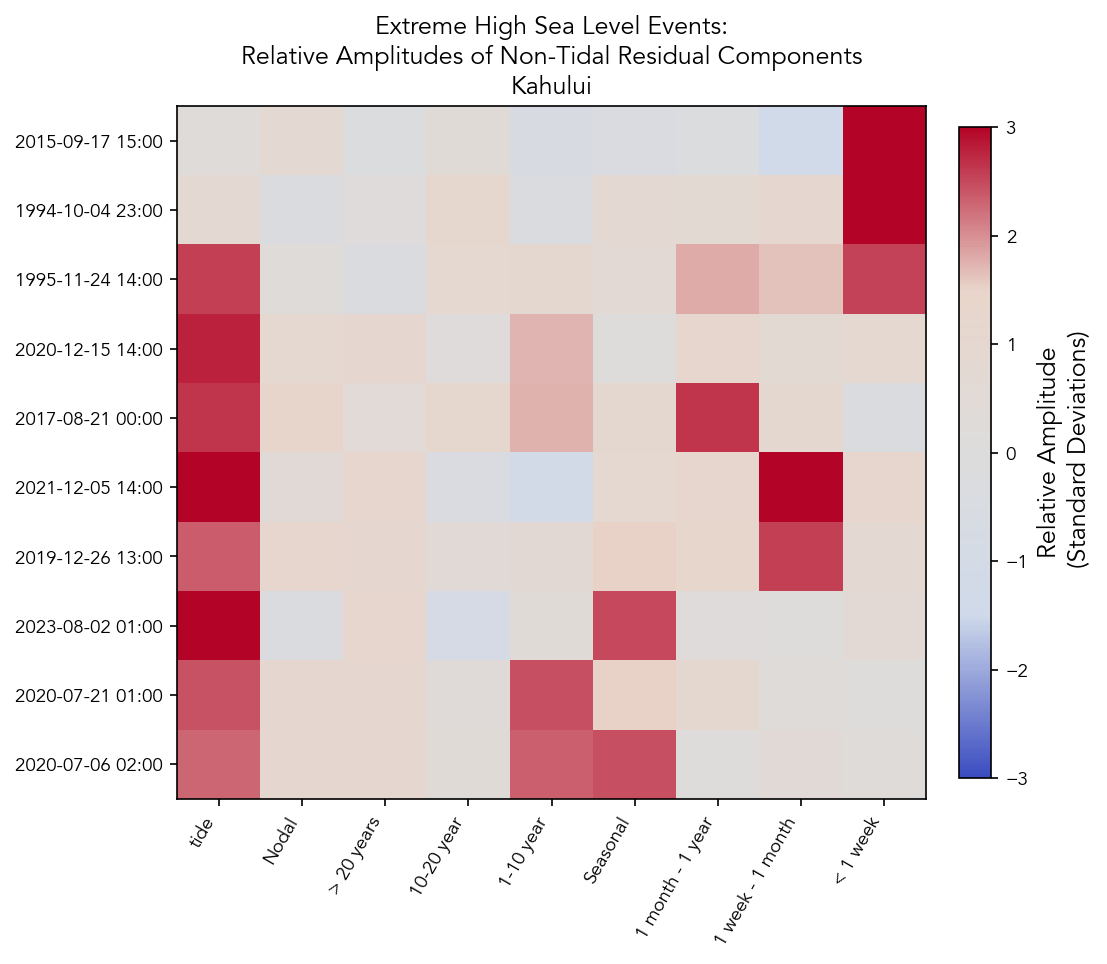 Extreme High Sea Level Events:
Relative Amplitudes of Non-Tidal Residual Components
Kahului
2015-09-17 15:00
1994-10-04 23:00
1995-11-24 14:00
2020-12-15 14:00
2017-08-21 00:00
2021-12-05 14:00
2019-12-26 13:00
2023-08-02 01:00
2020-07-21 01:00
2020-07-06 02:00
tide
Nodal
> 20 years
10-20 year
1-10 year
Seasonal
1 month - 1 year
1 week - 1 month
< 1 week
3
2
1
0
−1
−2
−3
Relative Amplitude
(Standard Deviations)